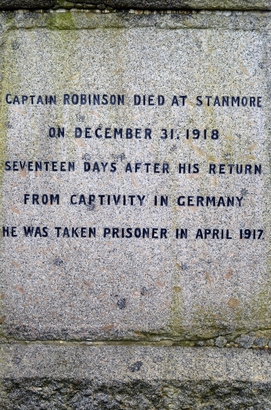 CAPTAIN ROBINSON DIED AT STANMORE
ON DECEMBER 31. 1918
SEVENTEEN DAYS AFTER HIS RETURN
FROM CAPTIVITY IN GERMANY
HE WAS TAKEN PRISONER IN APRIL 1917.